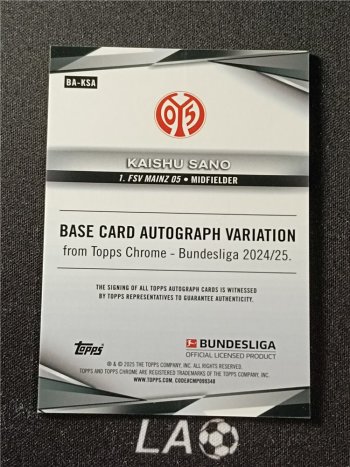 BA-KSA
KAISHU SANO
1. FSV MAINZ 05 • MIDFIELDER
BASE CARD AUTOGRAPH VARIATION
from Topps Chrome - Bundesliga 2024/25.
THE SIGNING OF ALL TOPPS AUTOGRAPH CARDS IS WITNESSED
BY TOPPS REPRESENTATIVES TO GUARANTEE AUTHENTICITY.
Topps
BUNDESLIGA
OFFICIAL LICENSED PRODUCT
® & © 2025 THE TOPPS COMPANY, INC. ALL RIGHTS RESERVED.
TOPPS AND TOPPS CHROME ARE REGISTERED TRADEMARKS OF THE TOPPS COMPANY, INC.
WWW.TOPPS.COM. CODE#CMP099348
LA